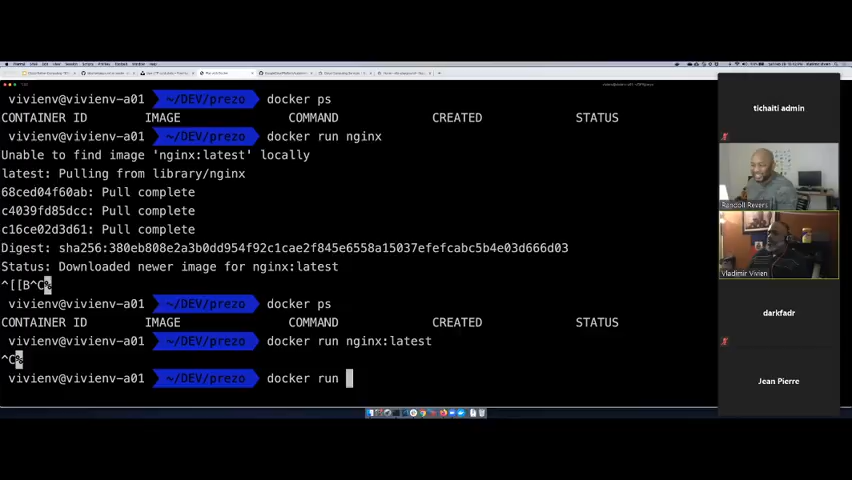 vivienv@vivienv-a01 ~/DEV/prezo docker ps
CONTAINER ID IMAGE COMMAND CREATED STATUS
vivienv@vivienv-a01 ~/DEV/prezo docker run nginx
Unable to find image 'nginx:latest' locally
latest: Pulling from library/nginx
68ced04f60ab: Pull complete
c4039fd85dcc: Pull complete
c16ce02d3d61: Pull complete
Digest: sha256:380eb808e2a3b0dd954f92c1cae2f845e6558a15037efefcabc5b4e03d666d03
Status: Downloaded newer image for nginx:latest
^[[B^C%
vivienv@vivienv-a01 ~/DEV/prezo docker ps
CONTAINER ID IMAGE COMMAND CREATED STATUS
vivienv@vivienv-a01 ~/DEV/prezo docker run nginx:latest
^C%
vivienv@vivienv-a01 ~/DEV/prezo docker run
tichaiti admin
Randoll Revers
Vladimir Vivien
darkfadr
Jean Pierre